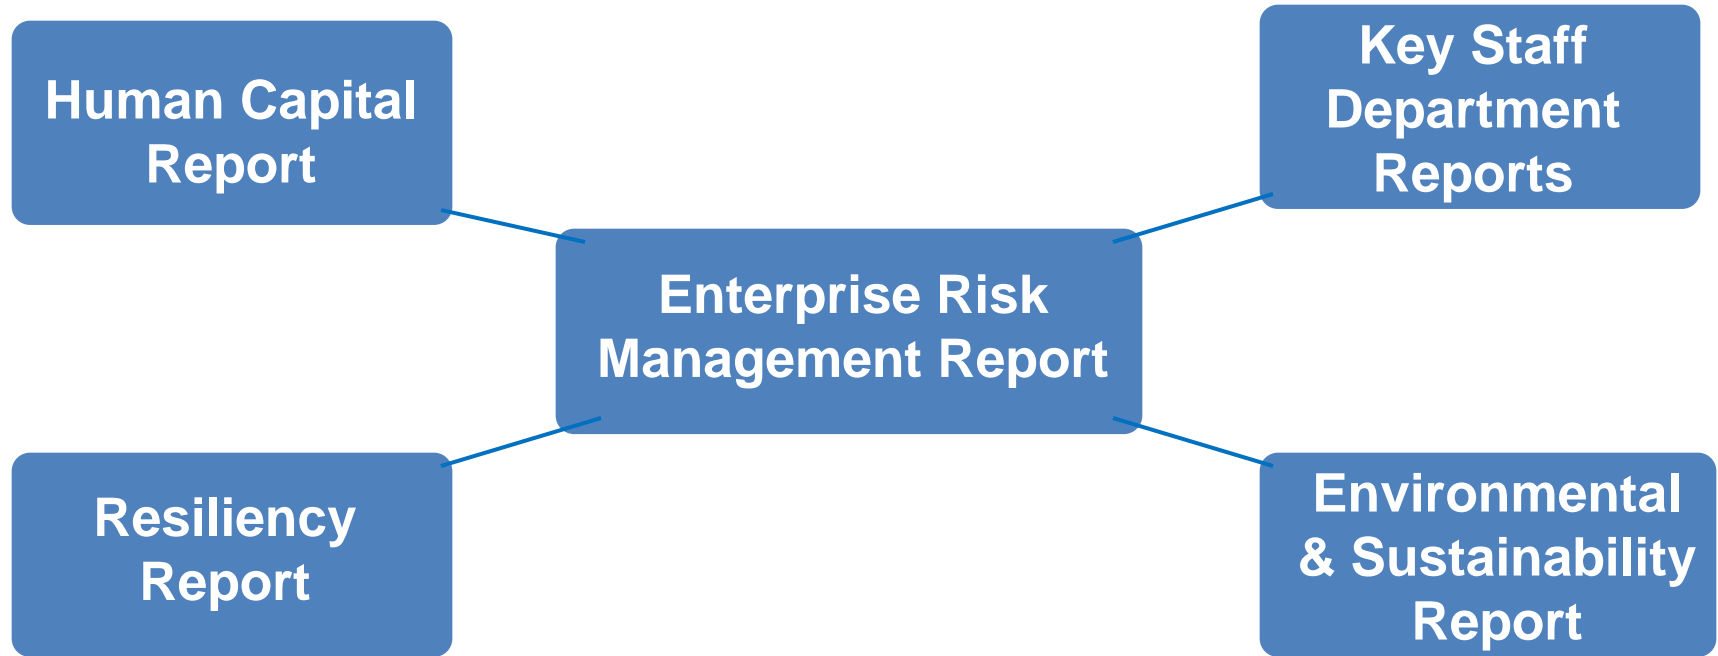 Human Capital
Report
Key Staff
Department
Reports
Enterprise Risk
Management Report
Resiliency
Report
Environmental
& Sustainability
Report